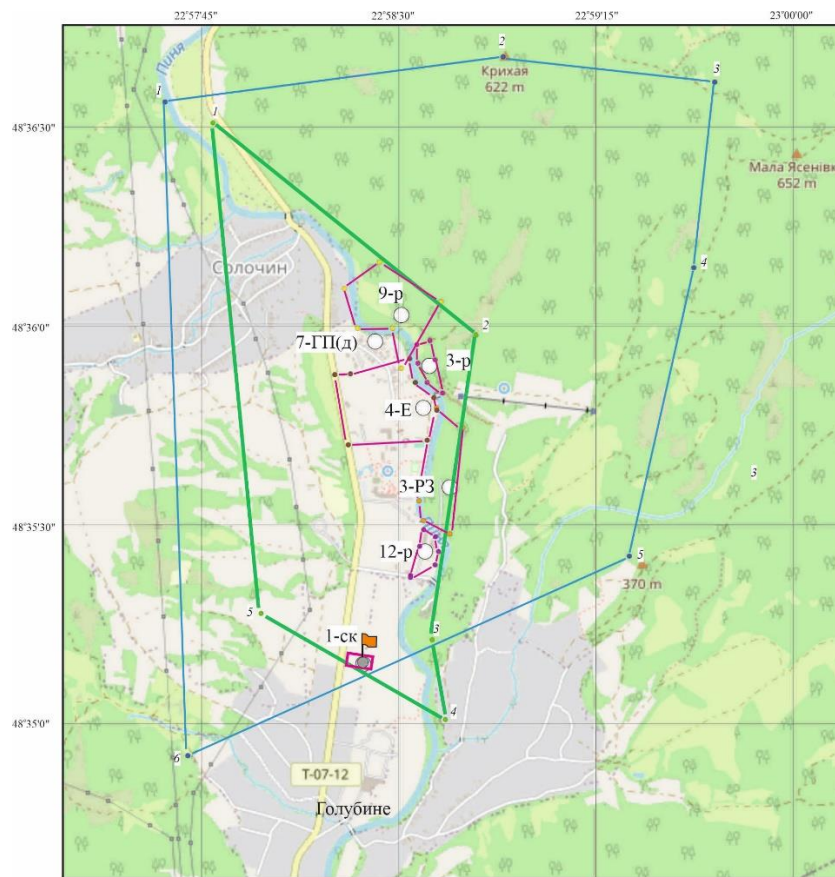 22°57'45
22°58'30
22°59'15
23°00'00
Пиня
2
Крихая
622 m
3
1
1
48°36'30
Мала Ясенівк
652 m
4
Солочин
9-р
48°36'0
2
7-ГП(д)
3-р
4-Е
3
3-РЗ
48°35'30
12-р
5
370 m
5
1-ск
3
4
48°35'0
6
Т-07-12
Голубине